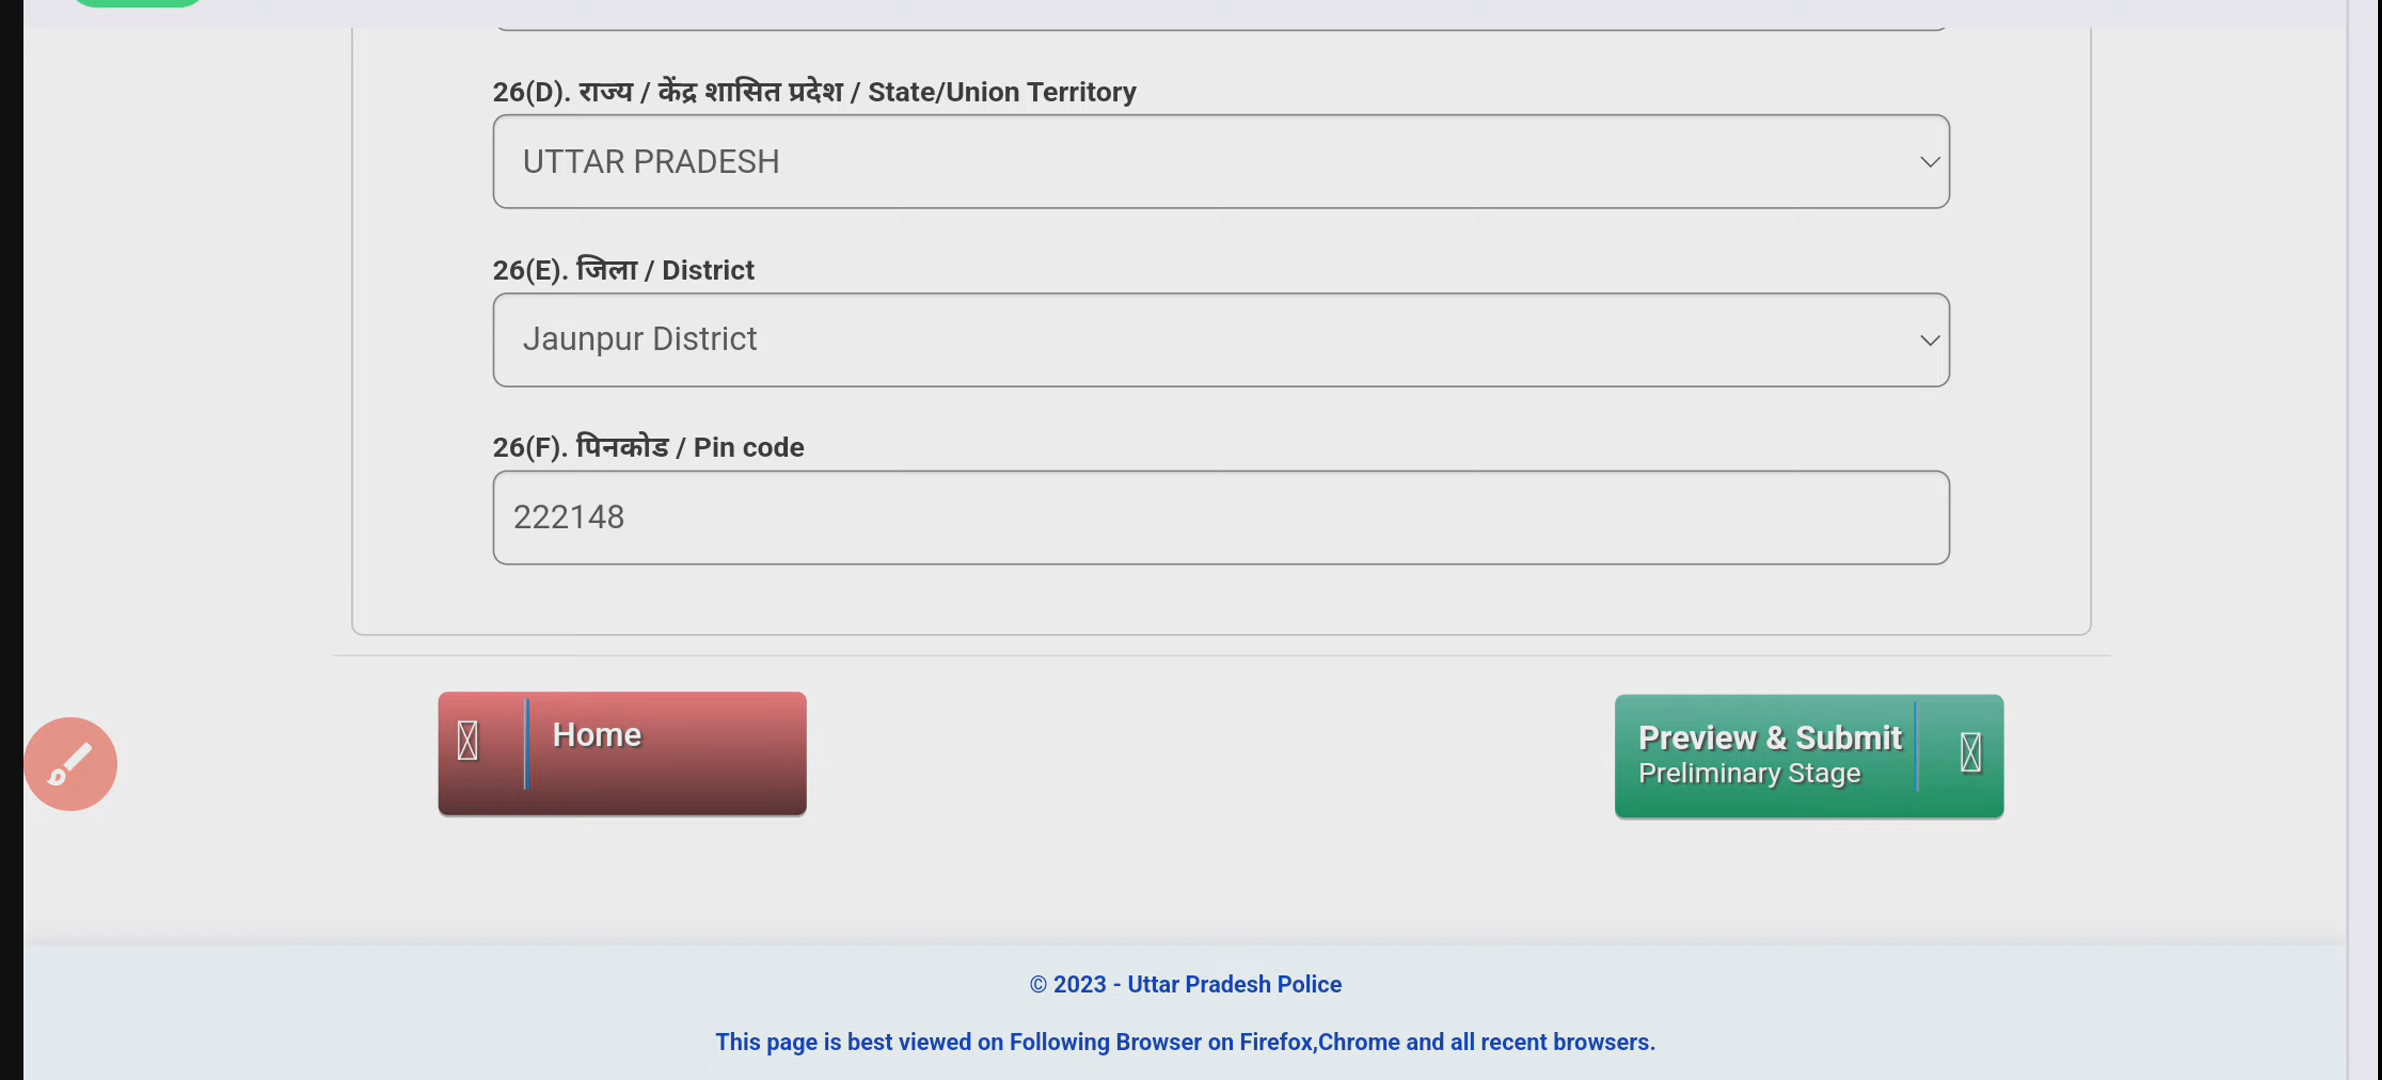 26(D). राज्य / केंद्र शासित प्रदेश / State/Union Territory
UTTAR PRADESH
26(E). जिला / District
Jaunpur District
26(F). पिनकोड / Pin code
222148
Home
Preview & Submit
Preliminary Stage
© 2023 - Uttar Pradesh Police
This page is best viewed on Following Browser on Firefox,Chrome and all recent browsers.